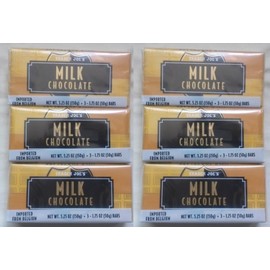 MILK
CHOCOLATE
IMPORTED
FROM BELGIUM
NET WT. 5.25 OZ (150g) • 3 - 1.75 OZ (50g) BARS
MILK
CHOCOLATE
IMPORTED
FROM BELGIUM
NET WT. 5.25 OZ (150g) • 3 - 1.75 OZ (50g) BARS
MILK
CHOCOLATE
IMPORTED
FROM BELGIUM
NET WT. 5.25 OZ (150g) • 3 - 1.75 OZ (50g) BARS
MILK
CHOCOLATE
IMPORTED
FROM BELGIUM
NET WT. 5.25 OZ (150g) • 3 - 1.75 OZ (50g) BARS
MILK
CHOCOLATE
IMPORTED
FROM BELGIUM
NET WT. 5.25 OZ (150g) • 3 - 1.75 OZ (50g) BARS
MILK
CHOCOLATE
IMPORTED
FROM BELGIUM
NET WT. 5.25 OZ (150g) • 3 - 1.75 OZ (50g) BARS